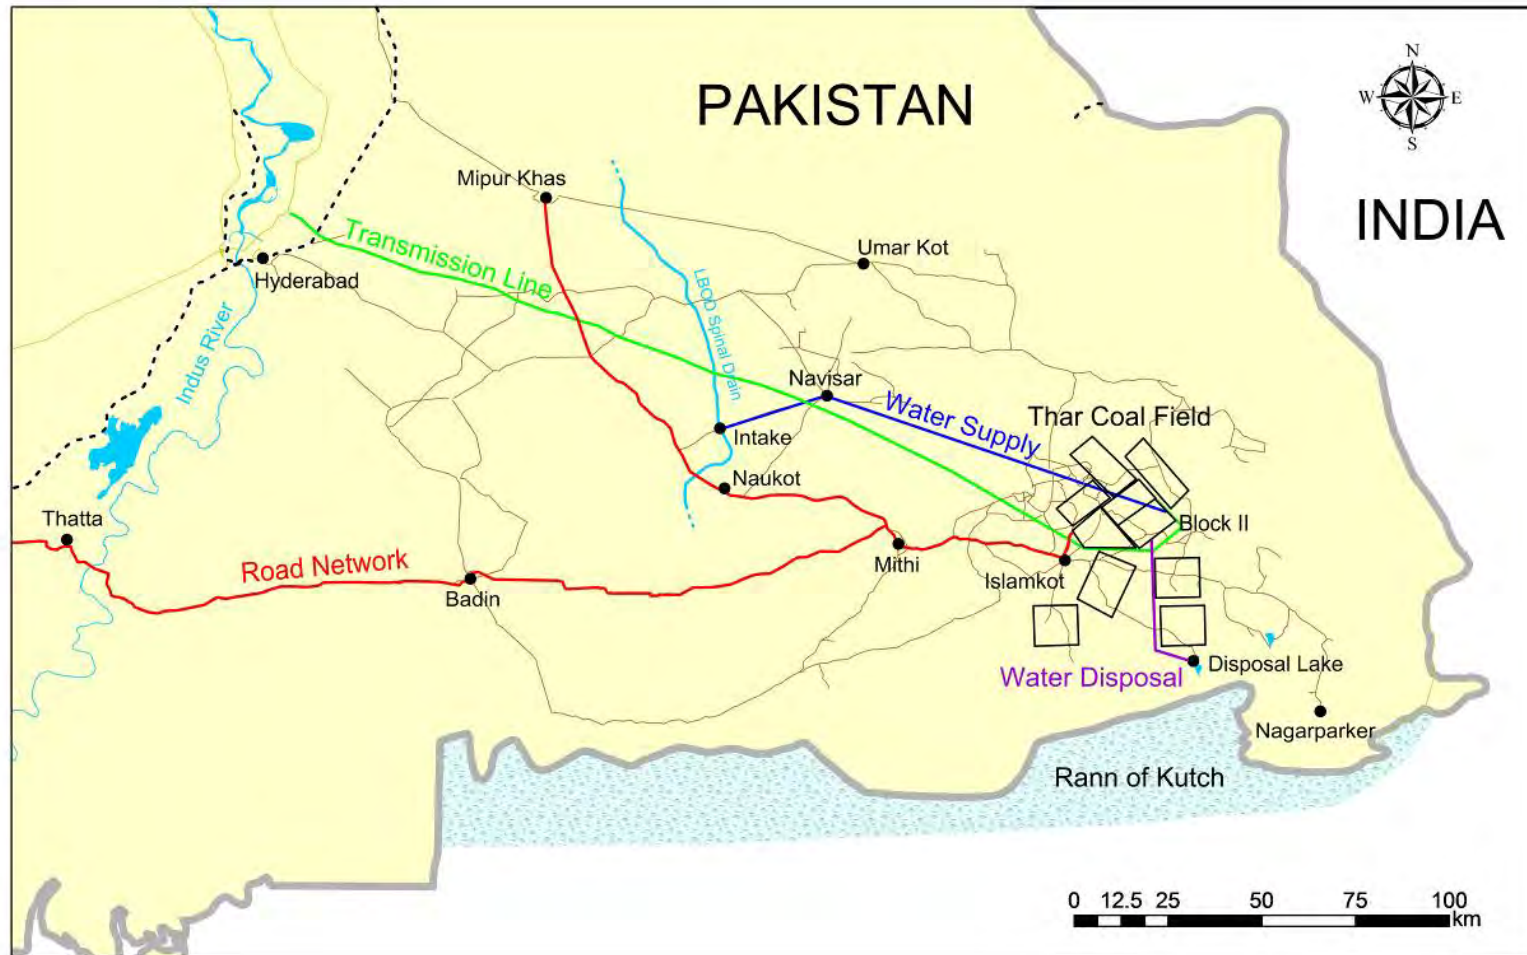 N
PAKISTAN
W
E
S
Mipur Khas
INDIA
Transmission Line
Umar Kot
Hyderabad
LBOD Spinal Drain
Indus River
Navisar
Water Supply
Thar Coal Field
Intake
Naukot
Thatta
Block II
Road Network
Mithi
Islamkot
Badin
Disposal Lake
Water Disposal
Nagarparker
Rann of Kutch
0 12.5 25 50 75 100
km